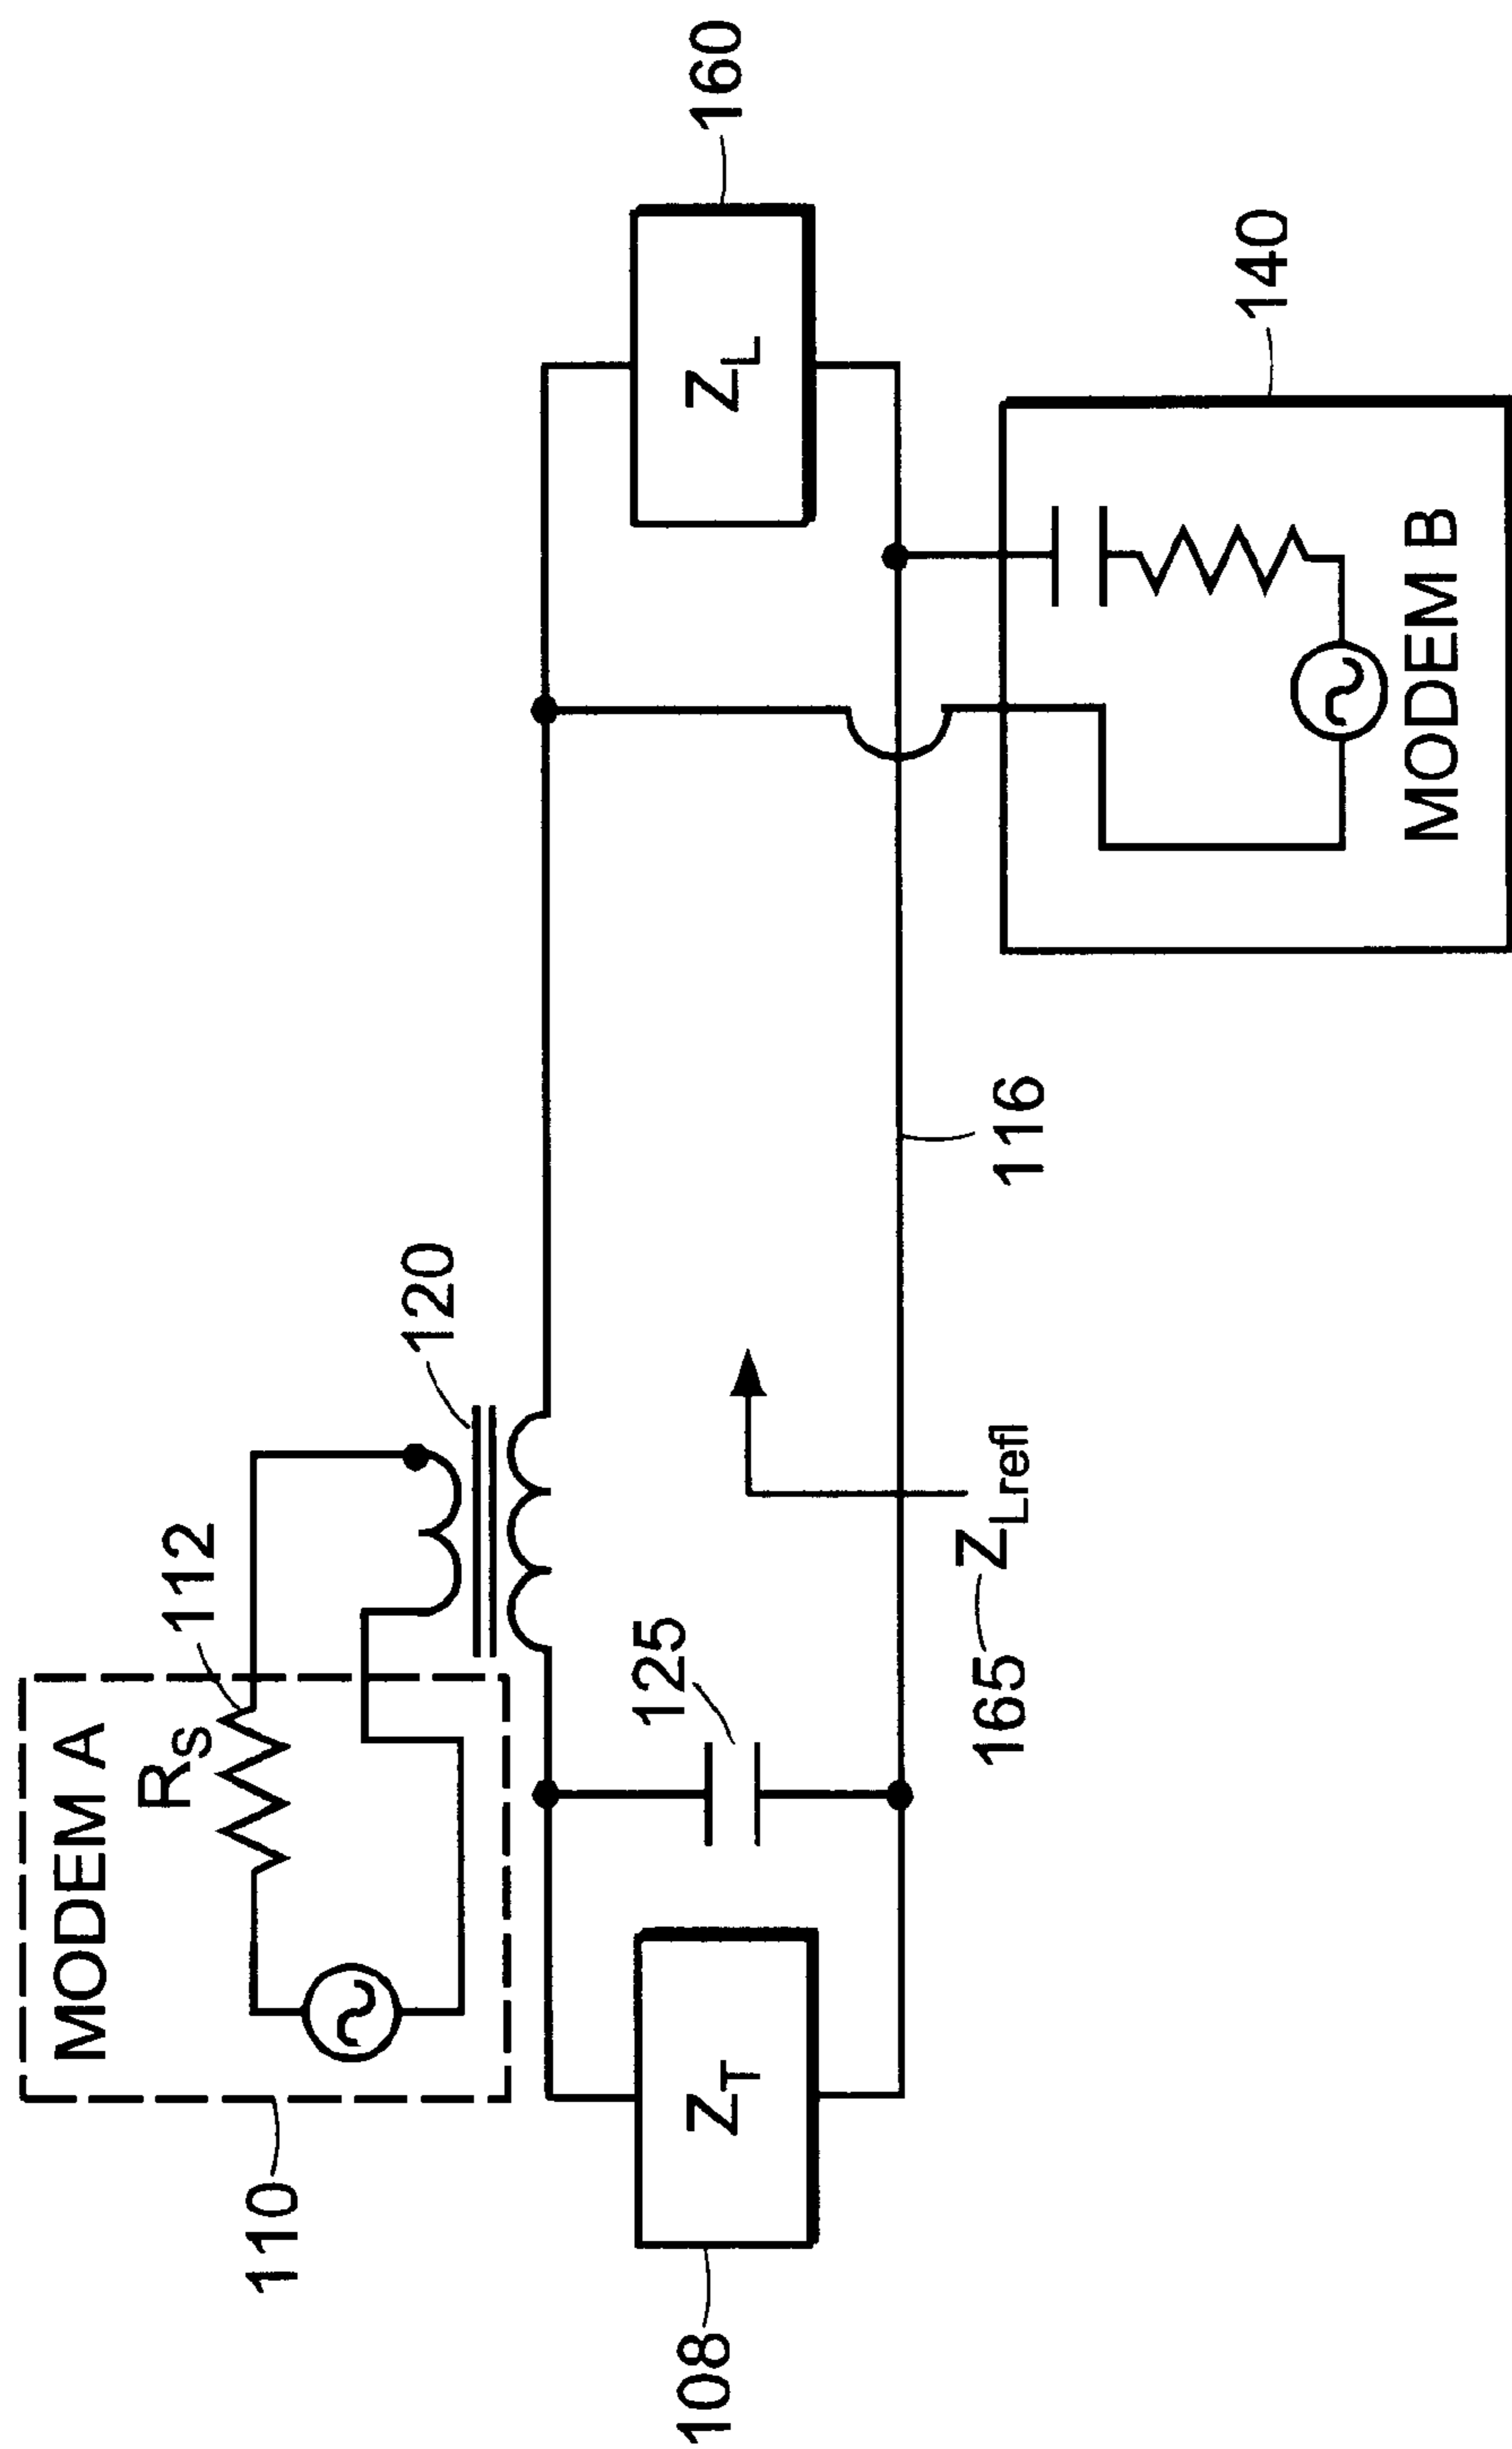 MODEM A
110
R_S
112
120
108
Z_T
125
165
Z_Lrefl
116
Z_L
160
140
MODEM B